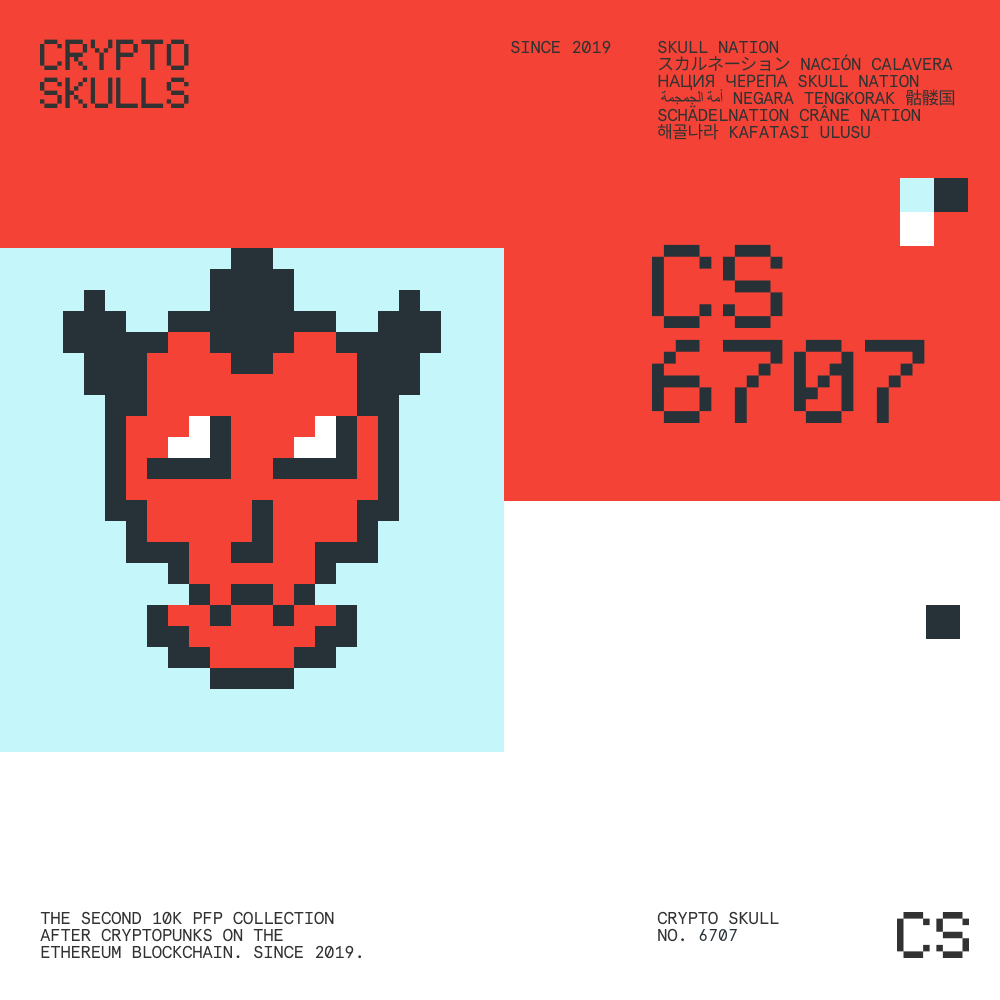 CRYPTO
SKULLS
SINCE 2019
SKULL NATION
スカルネーション NACIÓN CALAVERA
НАЦИЯ ЧЕРЕПА SKULL NATION
أمة الجمجمة NEGARA TENGKORAK 骷髅国
SCHÄDELNATION CRÂNE NATION
해골나라 KAFATASI ULUSU
CS
6707
THE SECOND 10K PFP COLLECTION
AFTER CRYPTOPUNKS ON THE
ETHEREUM BLOCKCHAIN. SINCE 2019.
CRYPTO SKULL
NO. 6707
CS